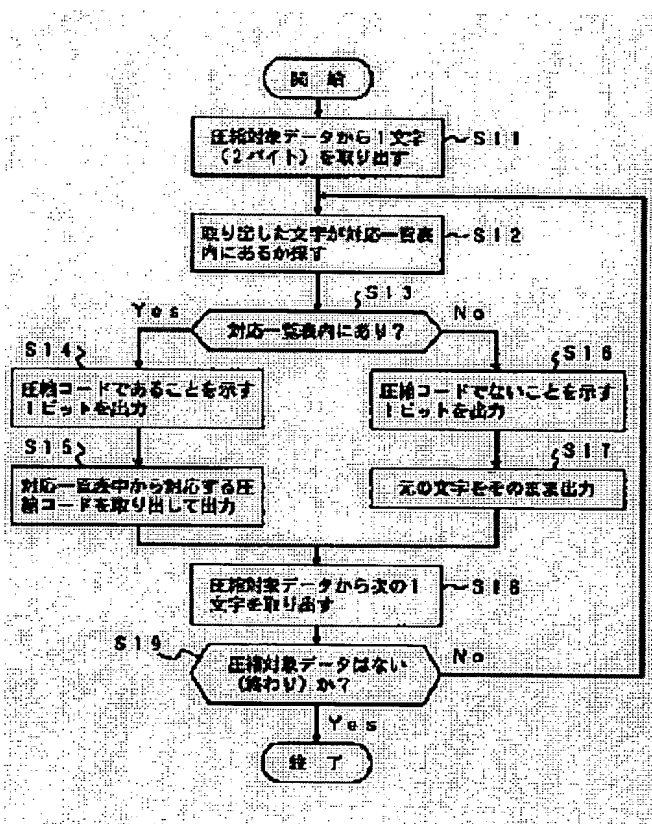 開 始
圧縮対象データから1文字
(2バイト)を取り出す
S11
取り出した文字が対応一覧表
内にあるか探す
S12
S13
対応一覧表内にあり?
Yes
No
S14
圧縮コードであることを示す
1ビットを出力
S16
圧縮コードでないことを示す
1ビットを出力
S15
対応一覧表中から対応する圧
縮コードを取り出して出力
S17
元の文字をそのまま出力
圧縮対象データから次の1
文字を取り出す
S18
S19
圧縮対象データはない
(終わり)か?
No
Yes
終 了